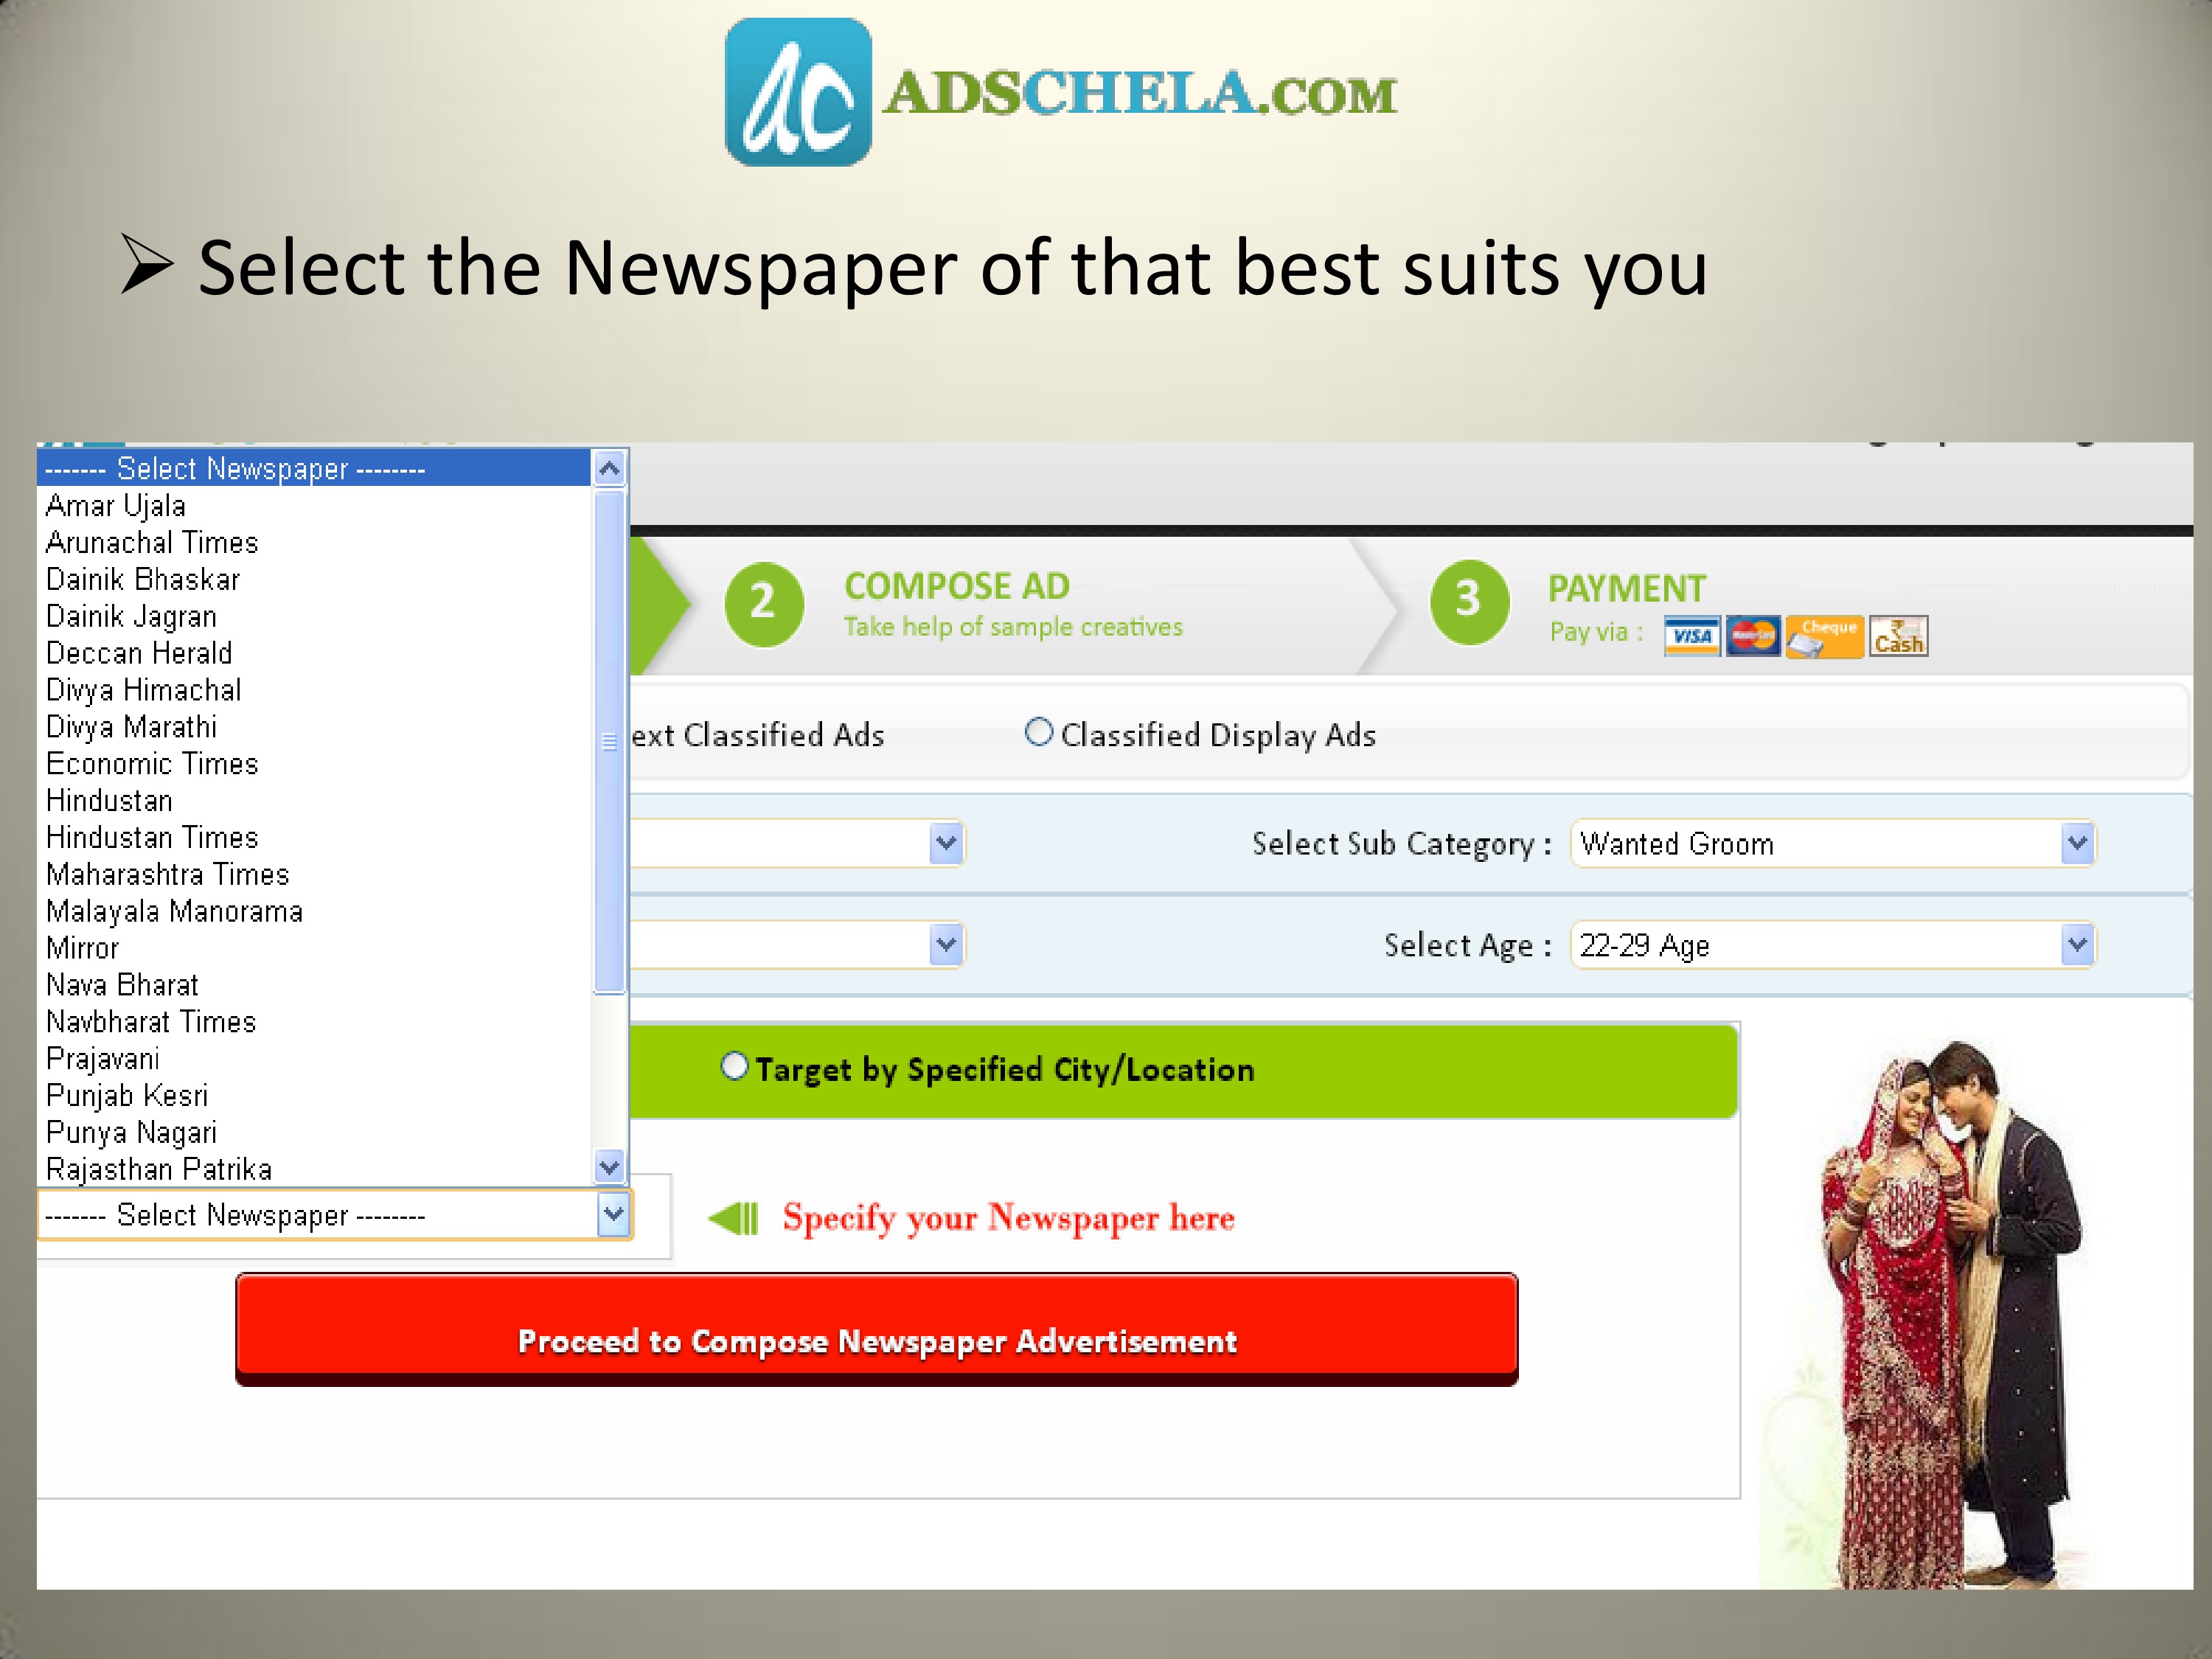 ac ADSCHELA.COM
➢ Select the Newspaper of that best suits you
------- Select Newspaper --------
Amar Ujala
Arunachal Times
Dainik Bhaskar
Dainik Jagran
Deccan Herald
Divya Himachal
Divya Marathi
Economic Times
Hindustan
Hindustan Times
Maharashtra Times
Malayala Manorama
Mirror
Nava Bharat
Navbharat Times
Prajavani
Punjab Kesri
Punya Nagari
Rajasthan Patrika
------- Select Newspaper --------
2 COMPOSE AD
Take help of sample creatives
3 PAYMENT
Pay via : VISA MasterCard Cheque ₹ Cash
ext Classified Ads
Classified Display Ads
Select Sub Category : Wanted Groom
Select Age : 22-29 Age
Target by Specified City/Location
Specify your Newspaper here
Proceed to Compose Newspaper Advertisement